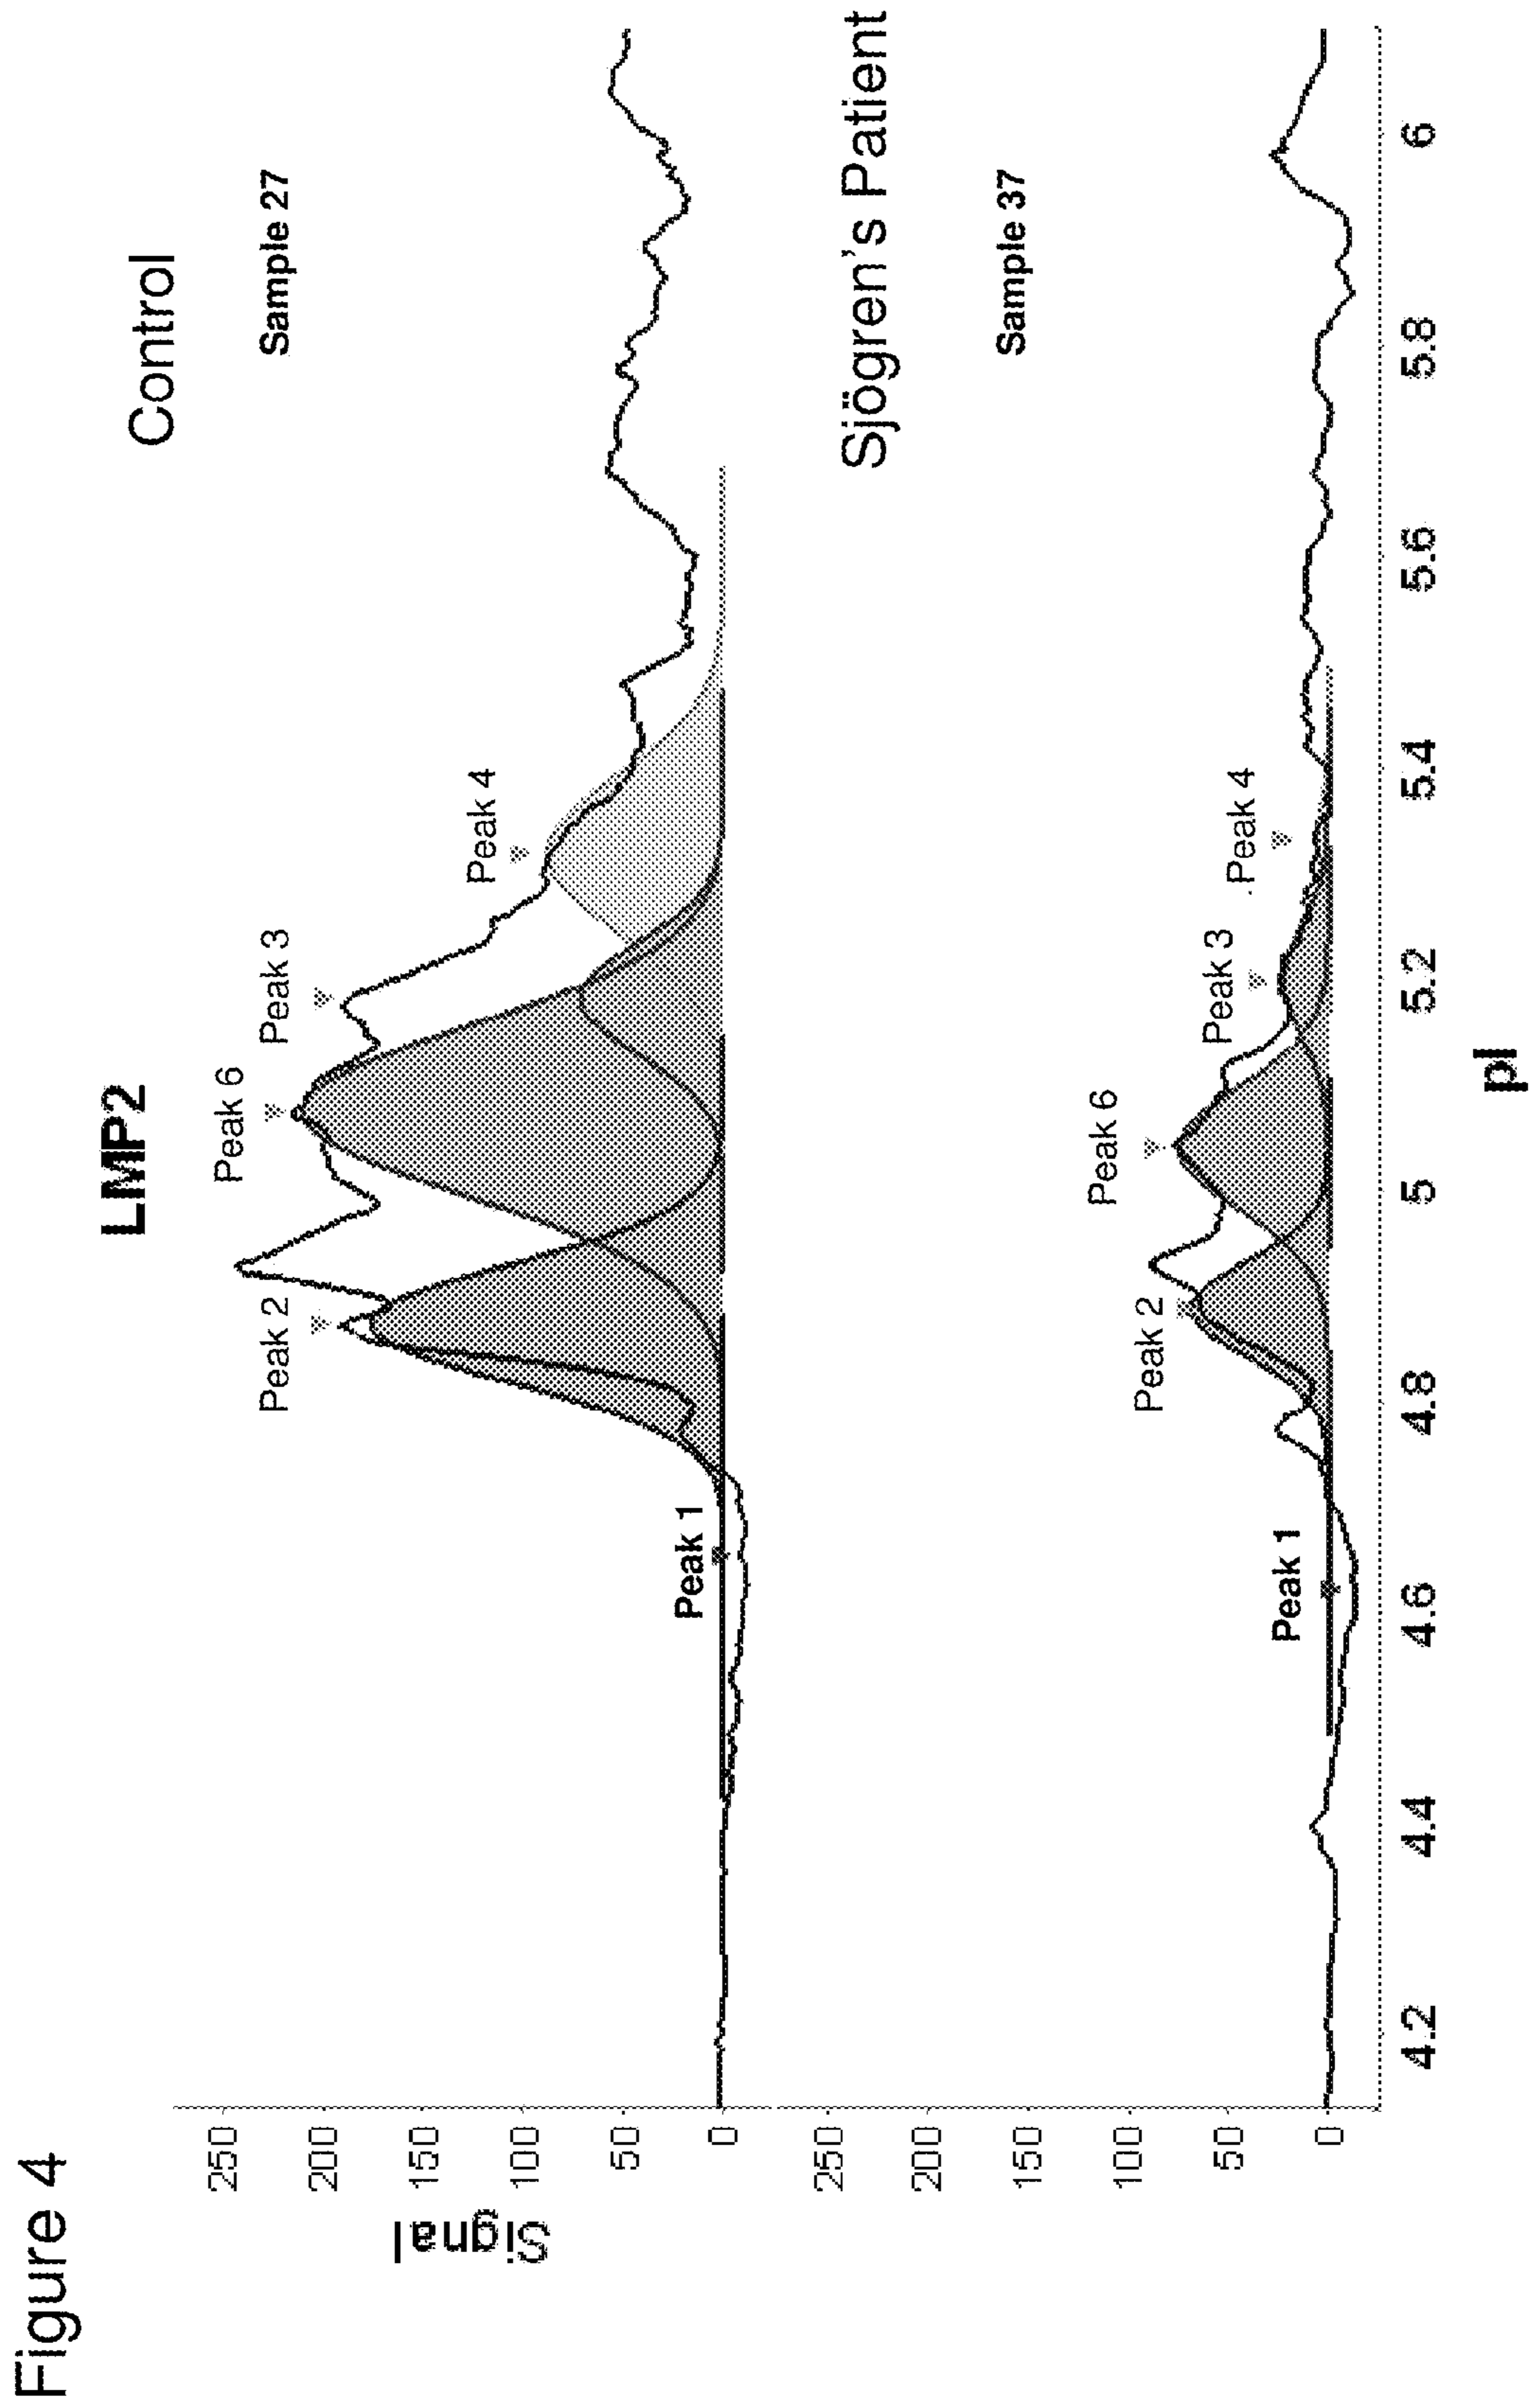 Figure 4
LMP2
Control
Sample 27
Signal
250
200
150
100
50
0
Peak 1
Peak 2
Peak 6
Peak 3
Peak 4
Sjögren's Patient
Sample 37
250
200
150
100
50
0
Peak 1
Peak 2
Peak 6
Peak 3
Peak 4
4.2 4.4 4.6 4.8 5 5.2 5.4 5.6 5.8 6
pI